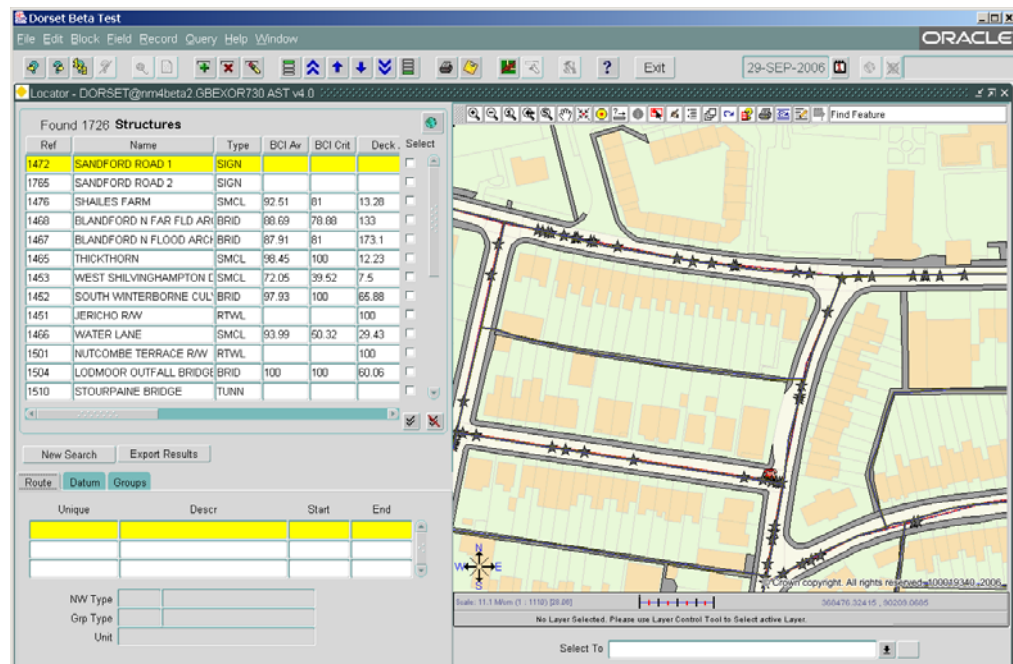 Dorset Beta Test
File Edit Block Field Record Query Help Window
ORACLE
Exit
29-SEP-2006
Locator - DORSET@nm4beta2.GBEXOR730 AST v4.0
Found 1726 Structures
Find Feature
Ref Name Type BCI Av BCI Crit Deck Select
1472 SANDFORD ROAD 1 SIGN
1765 SANDFORD ROAD 2 SIGN
1476 SHAILES FARM SMCL 92.51 81 13.28
1468 BLANDFORD N FAR FLD AR( BRID 88.69 78.88 133
1467 BLANDFORD N FLOOD ARCH BRID 87.91 81 173.1
1465 THICKTHORN SMCL 98.45 100 12.23
1453 WEST SHILVINGHAMPTON SMCL 72.05 39.52 7.5
1452 SOUTH WINTERBORNE CUL BRID 97.93 100 65.88
1451 JERICHO R/W RTWL 100
1466 WATER LANE SMCL 93.99 50.32 29.43
1501 NUTCOMBE TERRACE R/W RTWL 100
1504 LODMOOR OUTFALL BRIDGE BRID 100 100 60.06
1510 STOURPAINE BRIDGE TUNN
New Search Export Results
Route Datum Groups
Unique Descr Start End
NW Type
Grp Type
Unit
N
W E
S
© Crown copyright. All rights reserved. 100019340, 2006
Scale: 11.1 M/cm (1 : 1110)
No Layer Selected. Please use Layer Control Tool to Select active Layer.
Select To